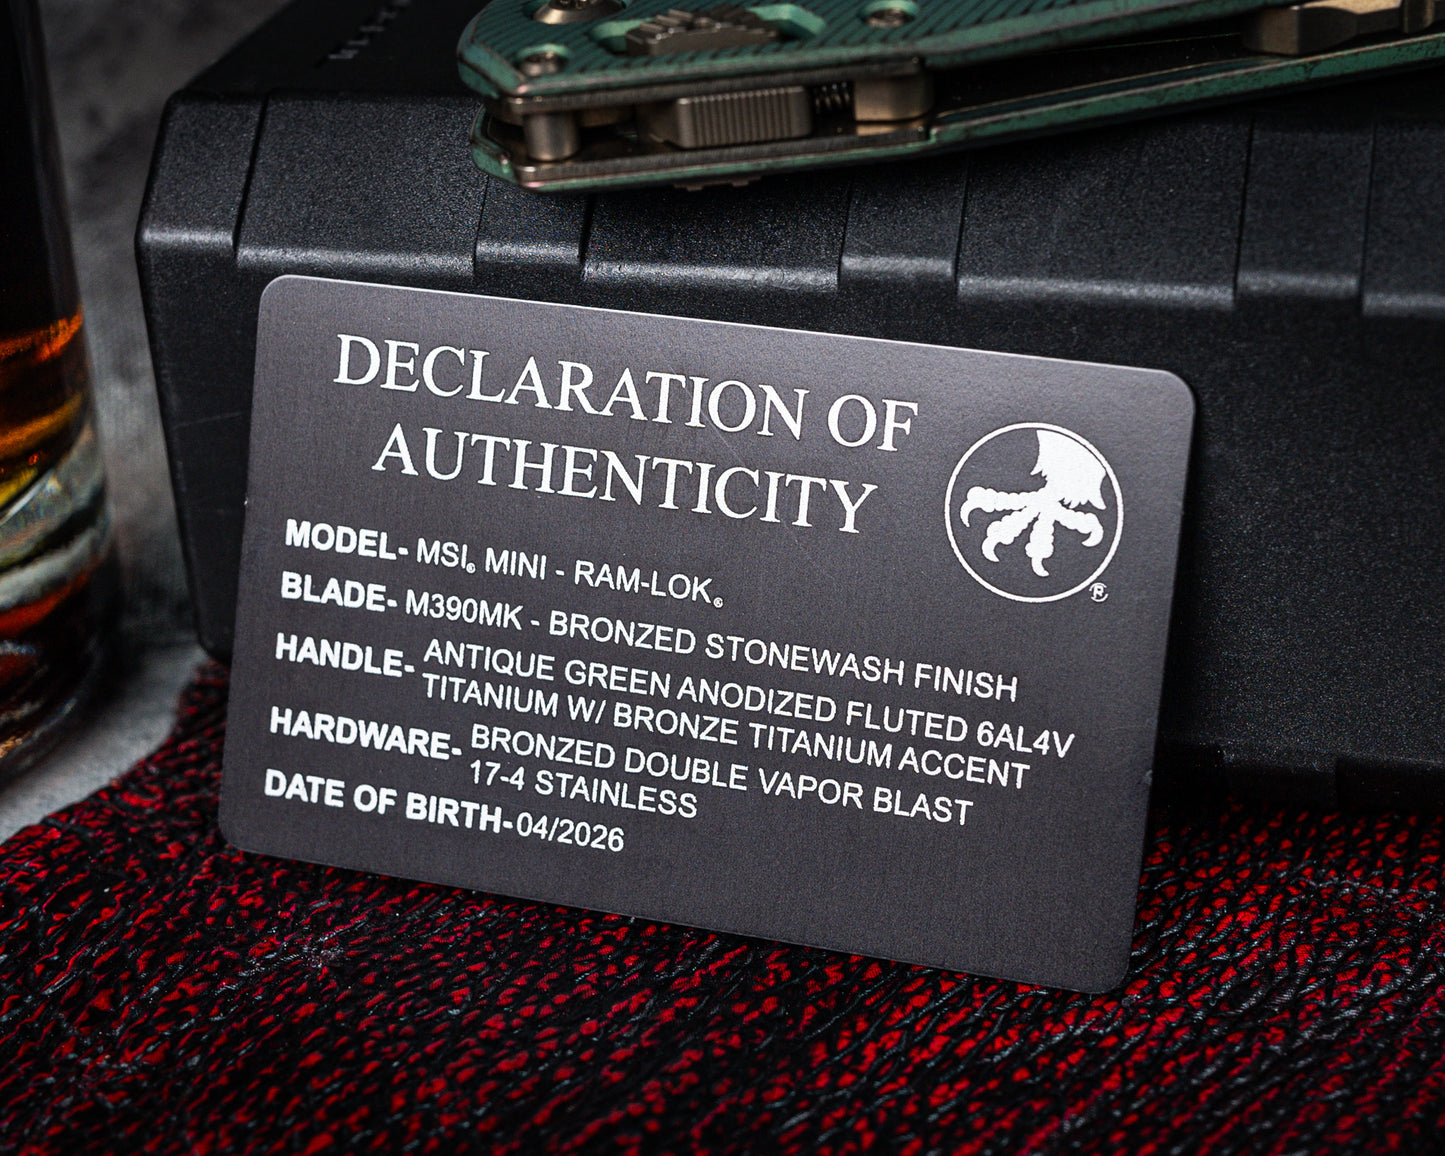 DECLARATION OF
AUTHENTICITY
MODEL- MSI® MINI - RAM-LOK®
BLADE- M390MK - BRONZED STONEWASH FINISH
HANDLE- ANTIQUE GREEN ANODIZED FLUTED 6AL4V
TITANIUM W/ BRONZE TITANIUM ACCENT
HARDWARE- BRONZED DOUBLE VAPOR BLAST
17-4 STAINLESS
DATE OF BIRTH- 04/2026
®